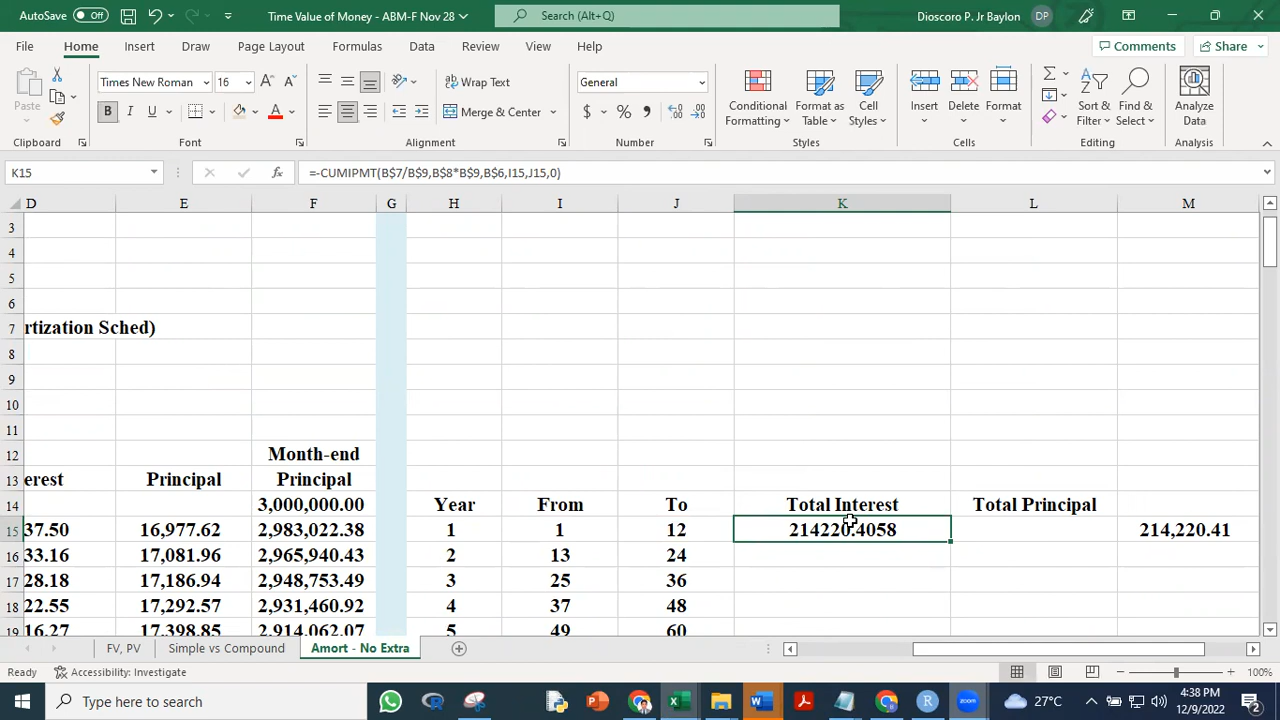 AutoSave Off Time Value of Money - ABM-F Nov 28 Search (Alt+Q) Dioscoro P. Jr Baylon DP
File Home Insert Draw Page Layout Formulas Data Review View Help Comments Share
Paste Times New Roman 16 A A Wrap Text General Conditional Formatting Format as Table Cell Styles Insert Delete Format Sort & Filter Find & Select Analyze Data
B I U A Merge & Center $ % ,
Clipboard Font Alignment Number Styles Cells Editing Analysis
K15 fx =-CUMIPMT(B$7/B$9,B$8*B$9,B$6,I15,J15,0)
D E F G H I J K L M
3
4
5
6
7 rtization Sched)
8
9
10
11
12 Month-end
13 erest Principal Principal
14 3,000,000.00 Year From To Total Interest Total Principal
15 37.50 16,977.62 2,983,022.38 1 1 12 214220.4058 214,220.41
16 33.16 17,081.96 2,965,940.43 2 13 24
17 28.18 17,186.94 2,948,753.49 3 25 36
18 22.55 17,292.57 2,931,460.92 4 37 48
19 16.27 17,398.85 2,914,062.07 5 49 60
FV, PV Simple vs Compound Amort - No Extra
Ready Accessibility: Investigate 100%
Type here to search 27°C 4:38 PM
12/9/2022 2